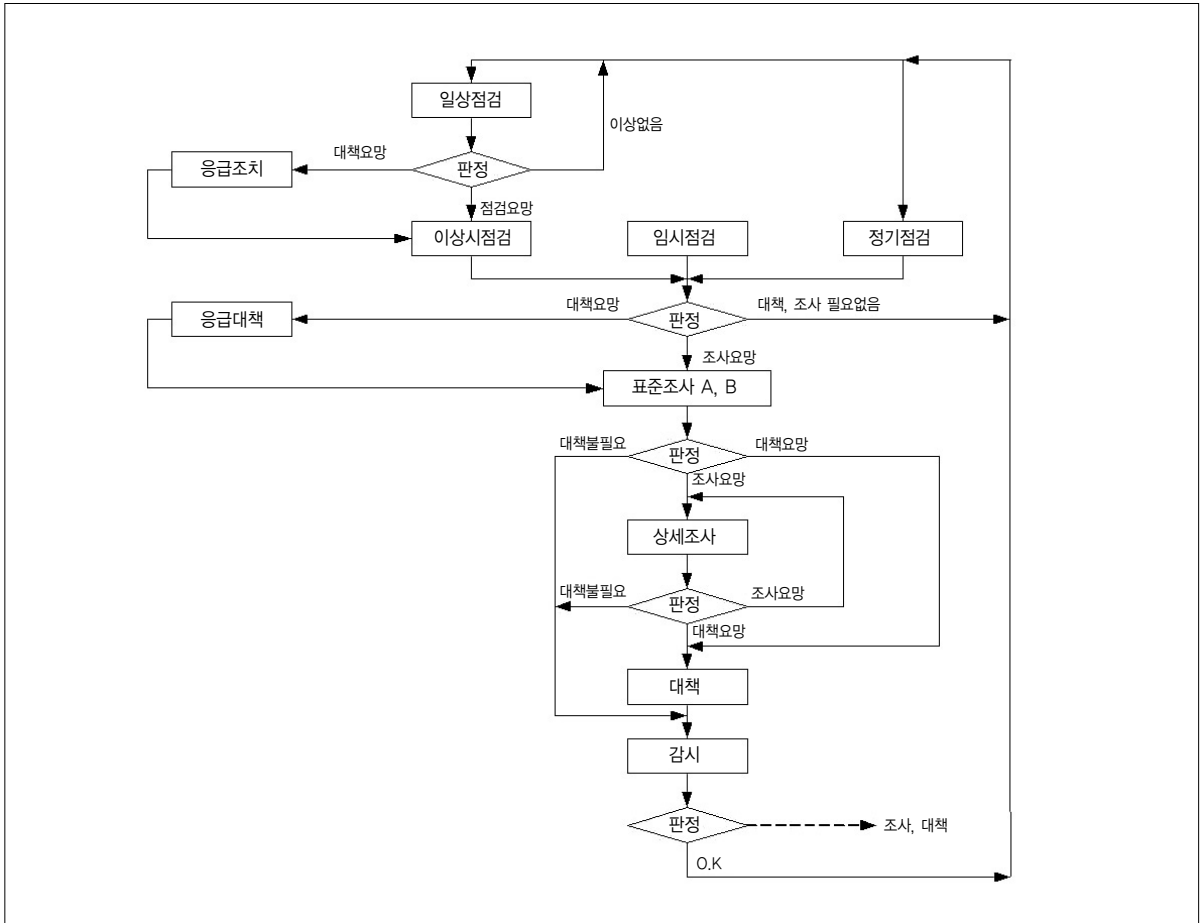 일상점검
이상없음
대책요망
응급조치
판정
점검요망
이상시점검
임시점검
정기점검
대책요망
대책, 조사 필요없음
응급대책
판정
조사요망
표준조사 A, B
대책불필요
대책요망
판정
조사요망
상세조사
대책불필요
조사요망
판정
대책요망
대책
감시
판정
조사, 대책
O.K